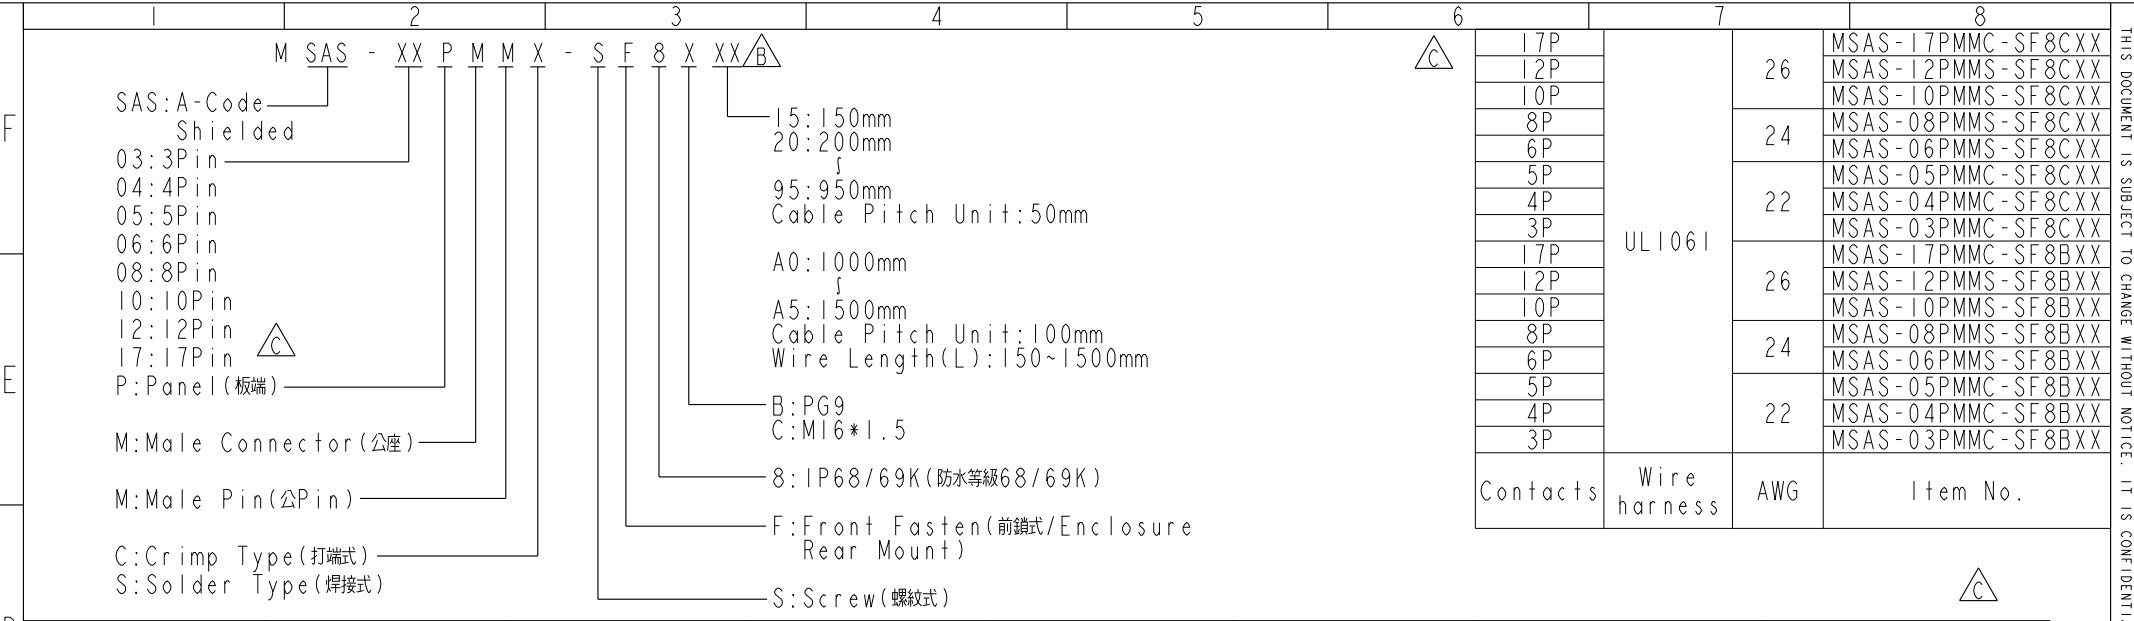 1 2 3 4 5 6 7 8
F
E
M SAS - XX P M M X - S F 8 X XX B
SAS:A-Code
Shielded
03:3Pin
04:4Pin
05:5Pin
06:6Pin
08:8Pin
10:10Pin
12:12Pin
17:17Pin C
P:Panel(板端)
M:Male Connector(公座)
M:Male Pin(公Pin)
C:Crimp Type(打端式)
S:Solder Type(焊接式)
15:150mm
20:200mm
∫
95:950mm
Cable Pitch Unit:50mm
A0:1000mm
∫
A5:1500mm
Cable Pitch Unit:100mm
Wire Length(L):150~1500mm
B:PG9
C:M16*1.5
8:IP68/69K(防水等級68/69K)
F:Front Fasten(前鎖式/Enclosure
Rear Mount)
S:Screw(螺紋式)
C
17P UL1061 26 MSAS-17PMMC-SF8CXX
12P MSAS-12PMMS-SF8CXX
10P MSAS-10PMMS-SF8CXX
8P 24 MSAS-08PMMS-SF8CXX
6P MSAS-06PMMS-SF8CXX
5P 22 MSAS-05PMMC-SF8CXX
4P MSAS-04PMMC-SF8CXX
3P MSAS-03PMMC-SF8CXX
17P 26 MSAS-17PMMC-SF8BXX
12P MSAS-12PMMS-SF8BXX
10P MSAS-10PMMS-SF8BXX
8P 24 MSAS-08PMMS-SF8BXX
6P MSAS-06PMMS-SF8BXX
5P 22 MSAS-05PMMC-SF8BXX
4P MSAS-04PMMC-SF8BXX
3P MSAS-03PMMC-SF8BXX
Contacts Wire harness AWG Item No.
C
THIS DOCUMENT IS SUBJECT TO CHANGE WITHOUT NOTICE. IT IS